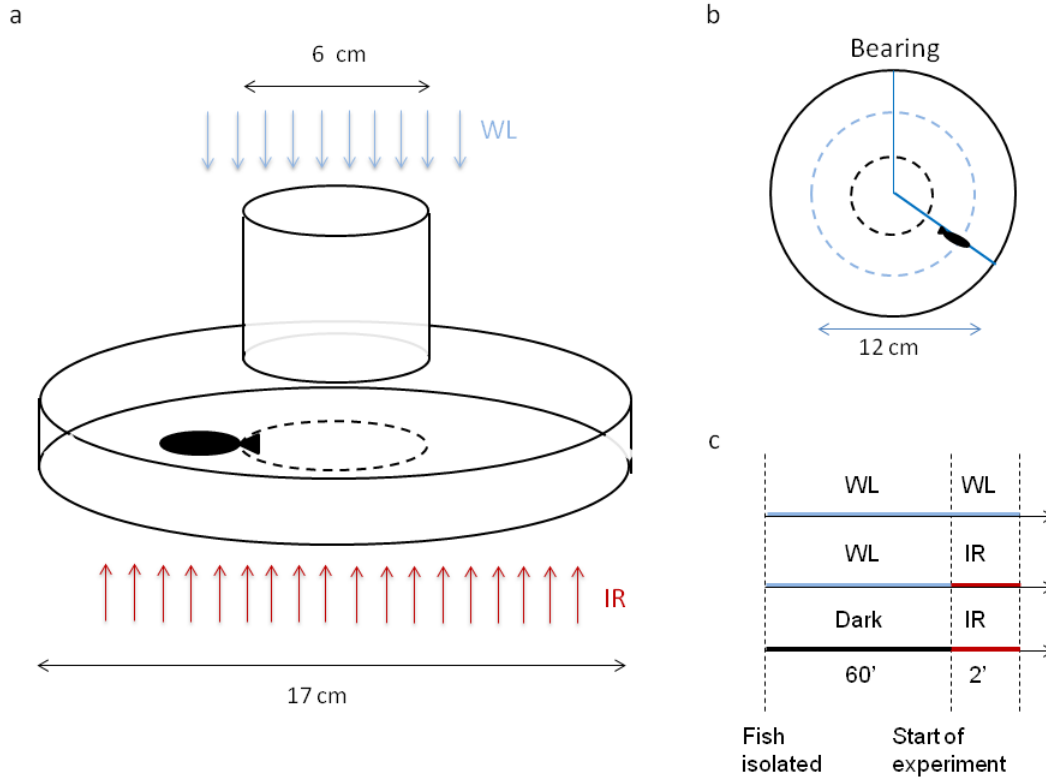 a
6 cm
WL
IR
17 cm
b
Bearing
12 cm
c
WL WL
WL IR
Dark IR
60' 2'
Fish isolated
Start of experiment